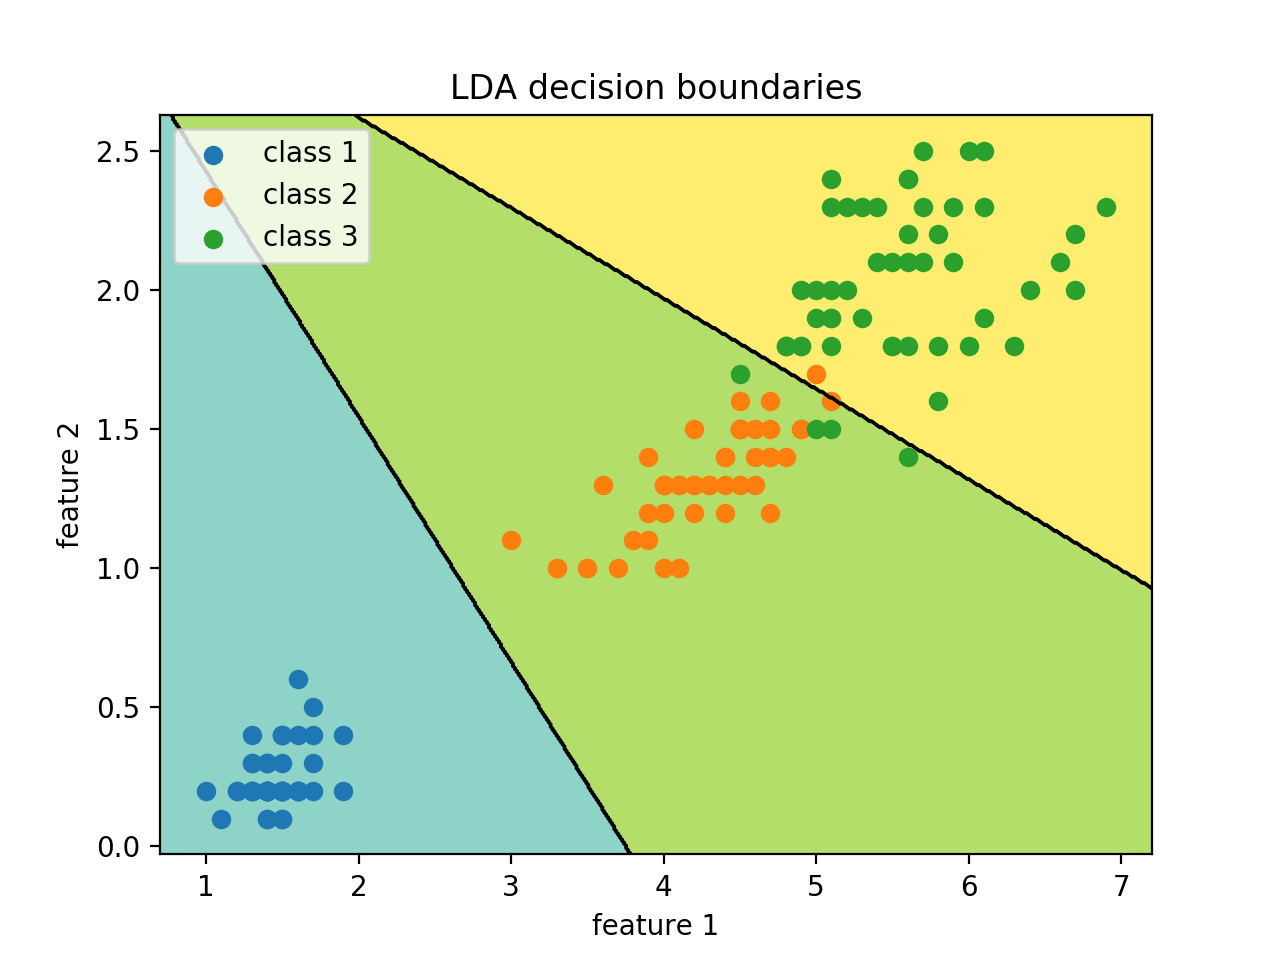 LDA decision boundaries
class 1
class 2
class 3
2.5
2.0
1.5
1.0
0.5
0.0
feature 2
1 2 3 4 5 6 7
feature 1